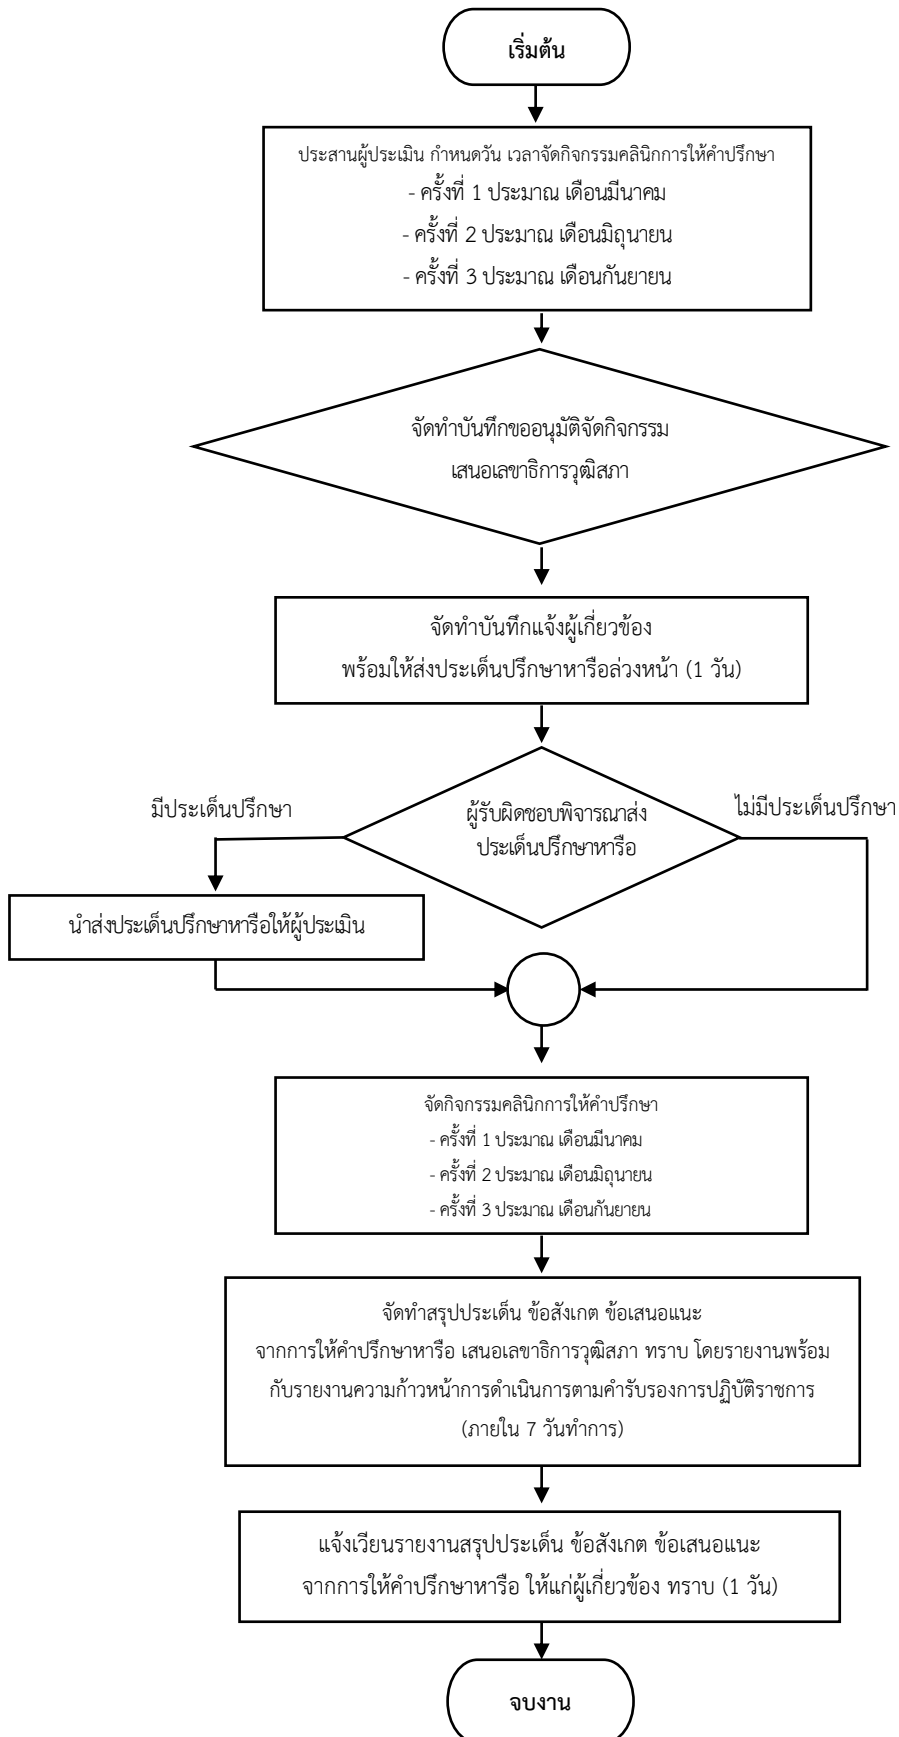 เริ่มต้น
ประสานผู้ประเมิน กำหนดวัน เวลาจัดกิจกรรมคลินิกการให้คำปรึกษา
- ครั้งที่ 1 ประมาณ เดือนมีนาคม
- ครั้งที่ 2 ประมาณ เดือนมิถุนายน
- ครั้งที่ 3 ประมาณ เดือนกันยายน
จัดทำบันทึกขออนุมัติจัดกิจกรรม
เสนอเลขาธิการวุฒิสภา
จัดทำบันทึกแจ้งผู้เกี่ยวข้อง
พร้อมให้ส่งประเด็นปรึกษาหารือล่วงหน้า (1 วัน)
มีประเด็นปรึกษา
ผู้รับผิดชอบพิจารณาส่ง
ประเด็นปรึกษาหารือ
ไม่มีประเด็นปรึกษา
นำส่งประเด็นปรึกษาหารือให้ผู้ประเมิน
จัดกิจกรรมคลินิกการให้คำปรึกษา
- ครั้งที่ 1 ประมาณ เดือนมีนาคม
- ครั้งที่ 2 ประมาณ เดือนมิถุนายน
- ครั้งที่ 3 ประมาณ เดือนกันยายน
จัดทำสรุปประเด็น ข้อสังเกต ข้อเสนอแนะ
จากการให้คำปรึกษาหารือ เสนอเลขาธิการวุฒิสภา ทราบ โดยรายงานพร้อม
กับรายงานความก้าวหน้าการดำเนินการตามคำรับรองการปฏิบัติราชการ
(ภายใน 7 วันทำการ)
แจ้งเวียนรายงานสรุปประเด็น ข้อสังเกต ข้อเสนอแนะ
จากการให้คำปรึกษาหารือ ให้แก่ผู้เกี่ยวข้อง ทราบ (1 วัน)
จบงาน